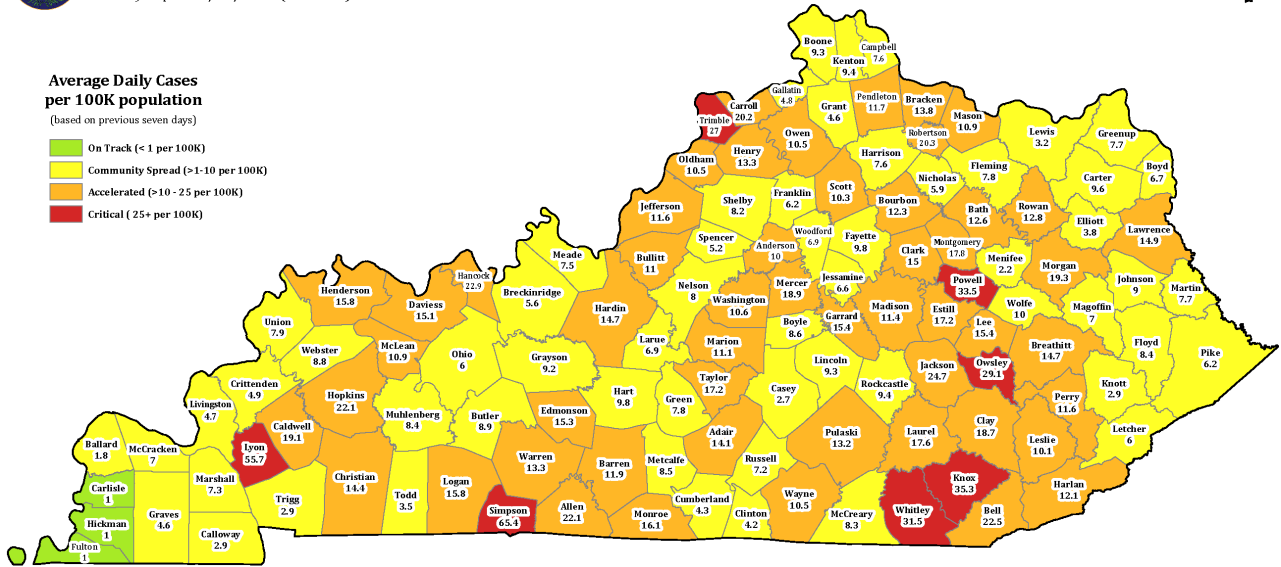 Average Daily Cases
per 100K population
(based on previous seven days)
On Track (< 1 per 100K)
Community Spread (>1-10 per 100K)
Accelerated (>10 - 25 per 100K)
Critical ( 25+ per 100K)
Boone
9.3
Kenton
9.4
Campbell
7.6
Gallatin
4.8
Grant
4.6
Pendleton
11.7
Bracken
13.8
Mason
10.9
Robertson
20.3
Trimble
27
Carroll
20.2
Owen
10.5
Henry
13.3
Oldham
10.5
Harrison
7.6
Nicholas
5.9
Fleming
7.8
Lewis
3.2
Greenup
7.7
Boyd
6.7
Carter
9.6
Jefferson
11.6
Shelby
8.2
Franklin
6.2
Scott
10.3
Bourbon
12.3
Bath
12.6
Rowan
12.8
Elliott
3.8
Lawrence
14.9
Spencer
5.2
Anderson
10
Woodford
6.9
Fayette
9.8
Clark
15
Montgomery
17.8
Menifee
2.2
Morgan
19.3
Johnson
9
Martin
7.7
Meade
7.5
Bullitt
11
Nelson
8
Washington
10.6
Mercer
18.9
Jessamine
6.6
Powell
33.5
Wolfe
10
Magoffin
7
Henderson
15.8
Daviess
15.1
Hancock
22.9
Breckinridge
5.6
Hardin
14.7
Larue
6.9
Marion
11.1
Boyle
8.6
Garrard
15.4
Madison
11.4
Estill
17.2
Lee
15.4
Breathitt
14.7
Floyd
8.4
Pike
6.2
Union
7.9
Webster
8.8
McLean
10.9
Ohio
6
Grayson
9.2
Hart
9.8
Green
7.8
Taylor
17.2
Casey
2.7
Lincoln
9.3
Rockcastle
9.4
Jackson
24.7
Owsley
29.1
Knott
2.9
Perry
11.6
Letcher
6
Crittenden
4.9
Livingston
4.7
Hopkins
22.1
Caldwell
19.1
Muhlenberg
8.4
Butler
8.9
Edmonson
15.3
Adair
14.1
Pulaski
13.2
Laurel
17.6
Clay
18.7
Leslie
10.1
Harlan
12.1
Ballard
1.8
McCracken
7
Lyon
55.7
Marshall
7.3
Trigg
2.9
Christian
14.4
Todd
3.5
Logan
15.8
Warren
13.3
Barren
11.9
Metcalfe
8.5
Russell
7.2
Wayne
10.5
McCreary
8.3
Whitley
31.5
Knox
35.3
Bell
22.5
Carlisle
1
Hickman
1
Fulton
1
Graves
4.6
Calloway
2.9
Simpson
65.4
Allen
22.1
Monroe
16.1
Cumberland
4.3
Clinton
4.2